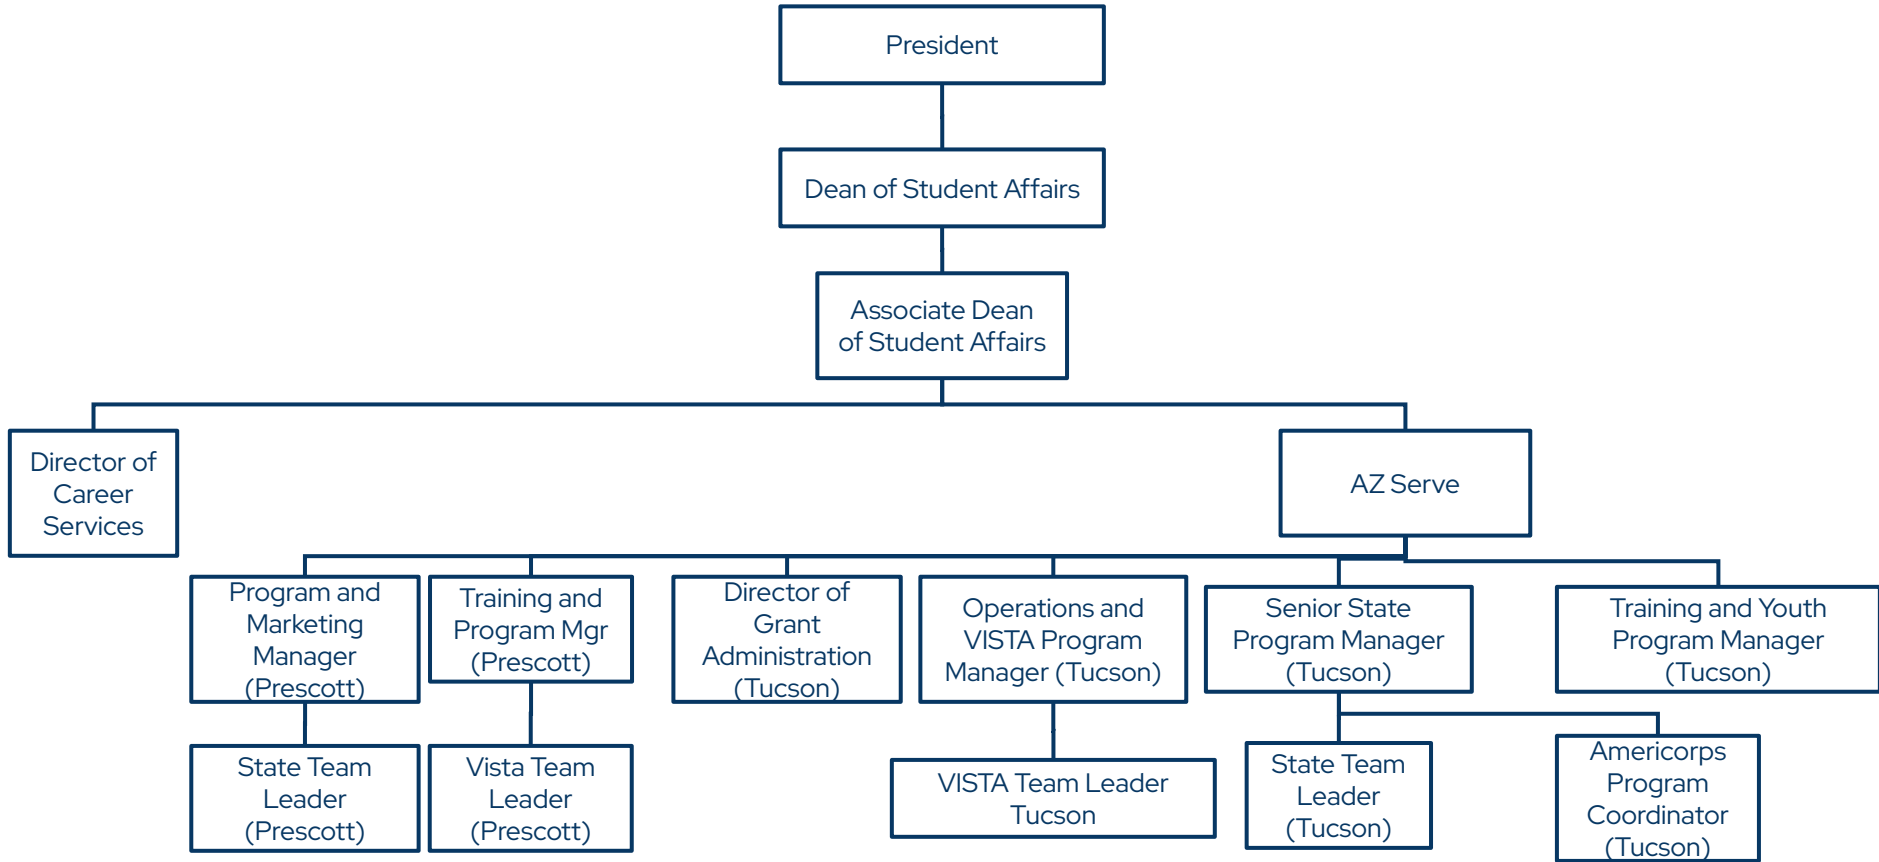 President
Dean of Student Affairs
Associate Dean
of Student Affairs
Director of
Career
Services
AZ Serve
Program and
Marketing
Manager
(Prescott)
Training and
Program Mgr
(Prescott)
Director of
Grant
Administration
(Tucson)
Operations and
VISTA Program
Manager (Tucson)
Senior State
Program Manager
(Tucson)
Training and Youth
Program Manager
(Tucson)
State Team
Leader
(Prescott)
Vista Team
Leader
(Prescott)
VISTA Team Leader
Tucson
State Team
Leader
(Tucson)
Americorps
Program
Coordinator
(Tucson)